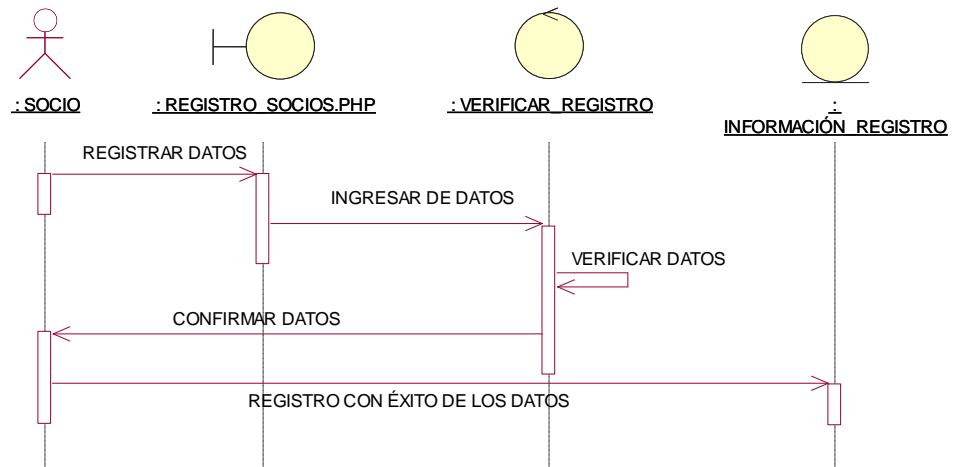 : SOCIO
: REGISTRO_SOCIOS.PHP
: VERIFICAR_REGISTRO
:
INFORMACIÓN_REGISTRO
REGISTRAR DATOS
INGRESAR DE DATOS
VERIFICAR DATOS
CONFIRMAR DATOS
REGISTRO CON ÉXITO DE LOS DATOS